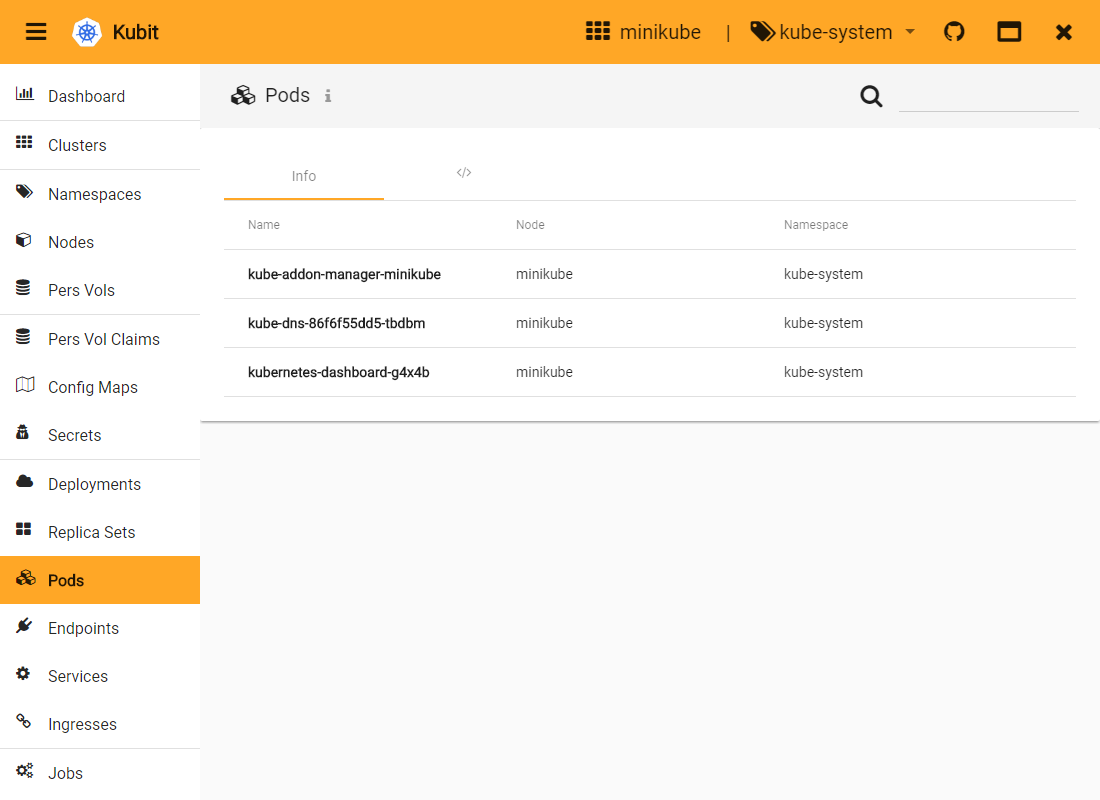 Kubit
minikube | kube-system
Dashboard
Clusters
Namespaces
Nodes
Pers Vols
Pers Vol Claims
Config Maps
Secrets
Deployments
Replica Sets
Pods
Endpoints
Services
Ingresses
Jobs
Pods i
Info </>
Name Node Namespace
kube-addon-manager-minikube minikube kube-system
kube-dns-86f6f55dd5-tbdbm minikube kube-system
kubernetes-dashboard-g4x4b minikube kube-system